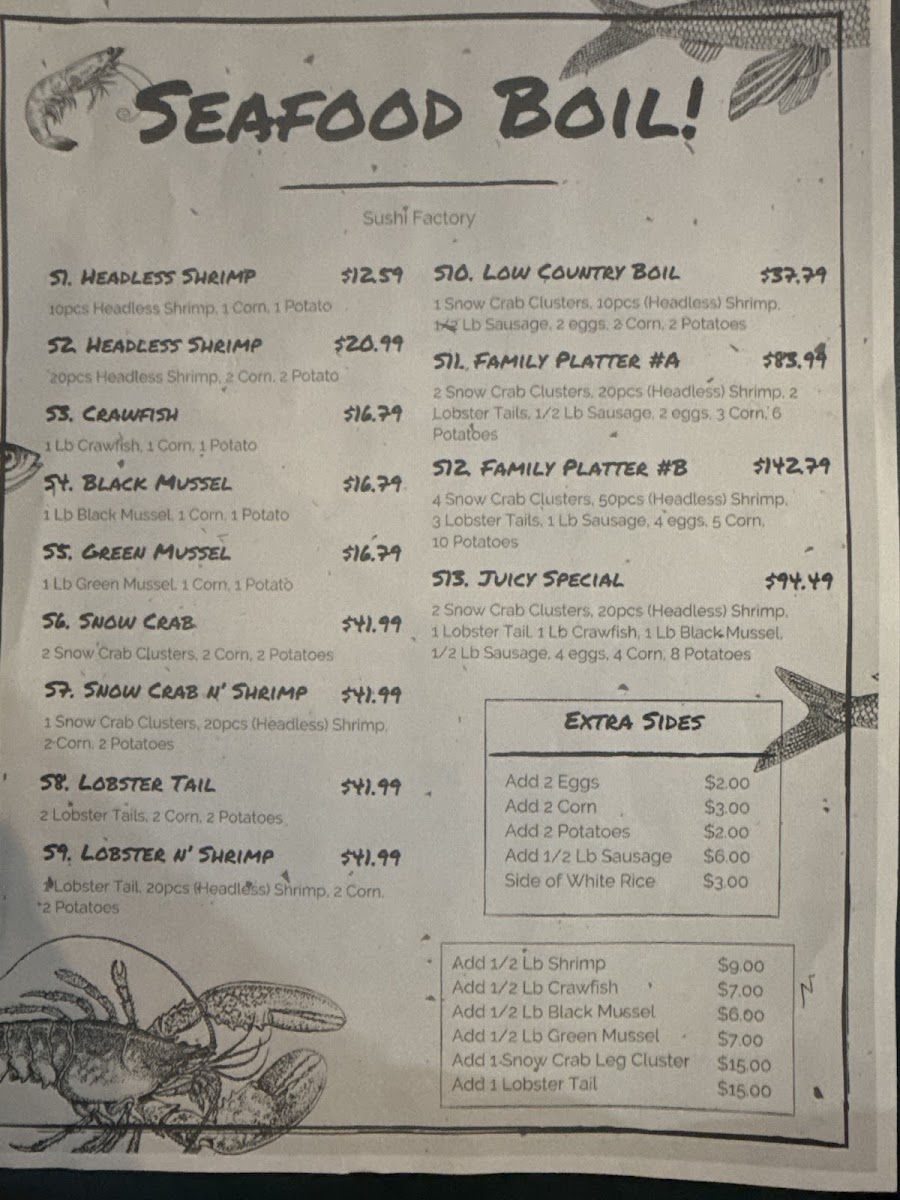 SEAFOOD BOIL!
Sushi Factory
S1. HEADLESS SHRIMP $12.59
10pcs Headless Shrimp, 1 Corn, 1 Potato
S2. HEADLESS SHRIMP $20.99
20pcs Headless Shrimp, 2 Corn, 2 Potato
S3. CRAWFISH $16.79
1 Lb Crawfish, 1 Corn, 1 Potato
S4. BLACK MUSSEL $16.79
1 Lb Black Mussel, 1 Corn, 1 Potato
S5. GREEN MUSSEL $16.79
1 Lb Green Mussel, 1 Corn, 1 Potato
S6. SNOW CRAB $41.99
2 Snow Crab Clusters, 2 Corn, 2 Potatoes
S7. SNOW CRAB N' SHRIMP $41.99
1 Snow Crab Clusters, 20pcs (Headless) Shrimp,
2 Corn, 2 Potatoes
S8. LOBSTER TAIL $41.99
2 Lobster Tails, 2 Corn, 2 Potatoes
S9. LOBSTER N' SHRIMP $41.99
1 Lobster Tail, 20pcs (Headless) Shrimp, 2 Corn,
2 Potatoes
S10. LOW COUNTRY BOIL $37.79
1 Snow Crab Clusters, 10pcs (Headless) Shrimp,
1/2 Lb Sausage, 2 eggs, 2 Corn, 2 Potatoes
S11. FAMILY PLATTER #A $83.99
2 Snow Crab Clusters, 20pcs (Headless) Shrimp, 2
Lobster Tails, 1/2 Lb Sausage, 2 eggs, 3 Corn, 6
Potatoes
S12. FAMILY PLATTER #B $142.79
4 Snow Crab Clusters, 50pcs (Headless) Shrimp,
3 Lobster Tails, 1 Lb Sausage, 4 eggs, 5 Corn,
10 Potatoes
S13. JUICY SPECIAL $94.49
2 Snow Crab Clusters, 20pcs (Headless) Shrimp,
1 Lobster Tail, 1 Lb Crawfish, 1 Lb Black Mussel,
1/2 Lb Sausage, 4 eggs, 4 Corn, 8 Potatoes
EXTRA SIDES
Add 2 Eggs $2.00
Add 2 Corn $3.00
Add 2 Potatoes $2.00
Add 1/2 Lb Sausage $6.00
Side of White Rice $3.00
Add 1/2 Lb Shrimp $9.00
Add 1/2 Lb Crawfish $7.00
Add 1/2 Lb Black Mussel $6.00
Add 1/2 Lb Green Mussel $7.00
Add 1 Snow Crab Leg Cluster $15.00
Add 1 Lobster Tail $15.00